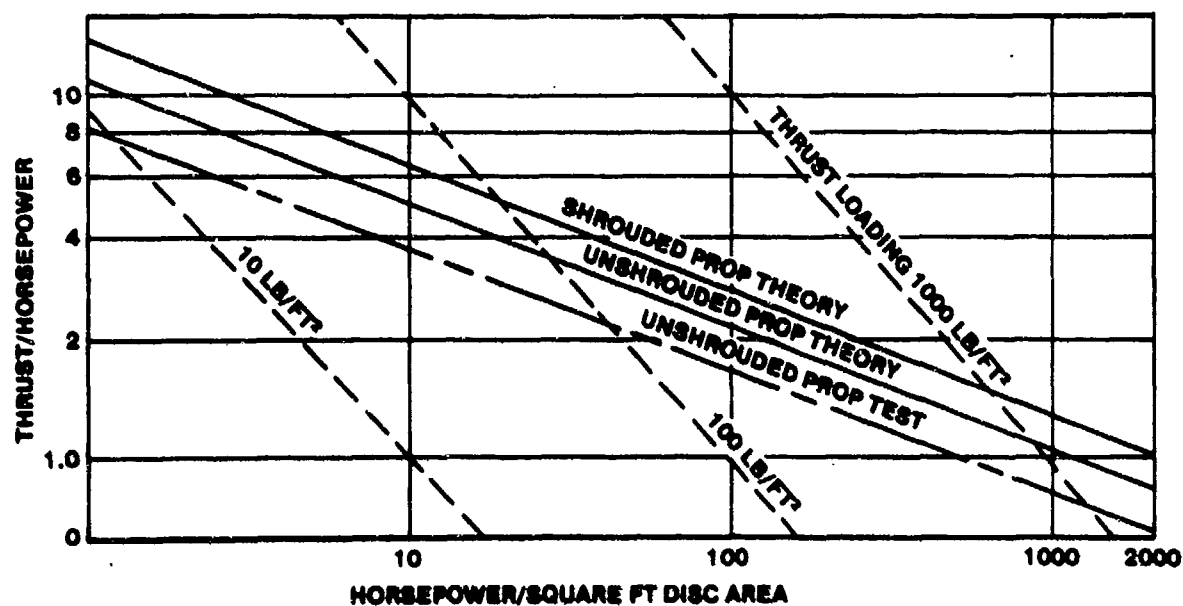 THRUST/HORSEPOWER
10
8
6
4
2
1.0
0
10 LB/FT²
SHROUDED PROP THEORY
UNSHROUDED PROP THEORY
UNSHROUDED PROP TEST
THRUST LOADING 1000 LB/FT²
100 LB/FT²
10
100
1000
2000
HORSEPOWER/SQUARE FT DISC AREA